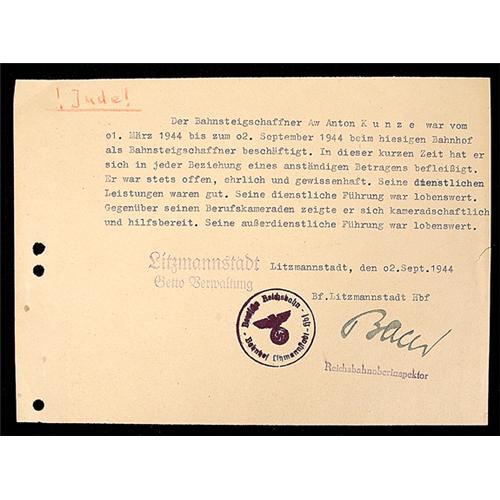 ! Jude!
Der Bahnsteigschaffner Aw Anton K u n z e war vom
o1. März 1944 bis zum o2. September 1944 beim hiesigen Bahnhof
als Bahnsteigschaffner beschäftigt. In dieser kurzen Zeit hat er
sich in jeder Beziehung eines anständigen Betragens befleißigt.
Er war stets offen, ehrlich und gewissenhaft. Seine dienstlichen
Leistungen waren gut. Seine dienstliche Führung war lobenswert.
Gegenüber seinen Berufskameraden zeigte er sich kameradschaftlich
und hilfsbereit. Seine außerdienstliche Führung war lobenswert.
Litzmannstadt
Getto Verwaltung
Litzmannstadt, den o2.Sept.1944
Bf.Litzmannstadt Hbf
Deutsche Reichsbahn
Bahnhof Litzmannstadt
Reichsbahnoberinspektor